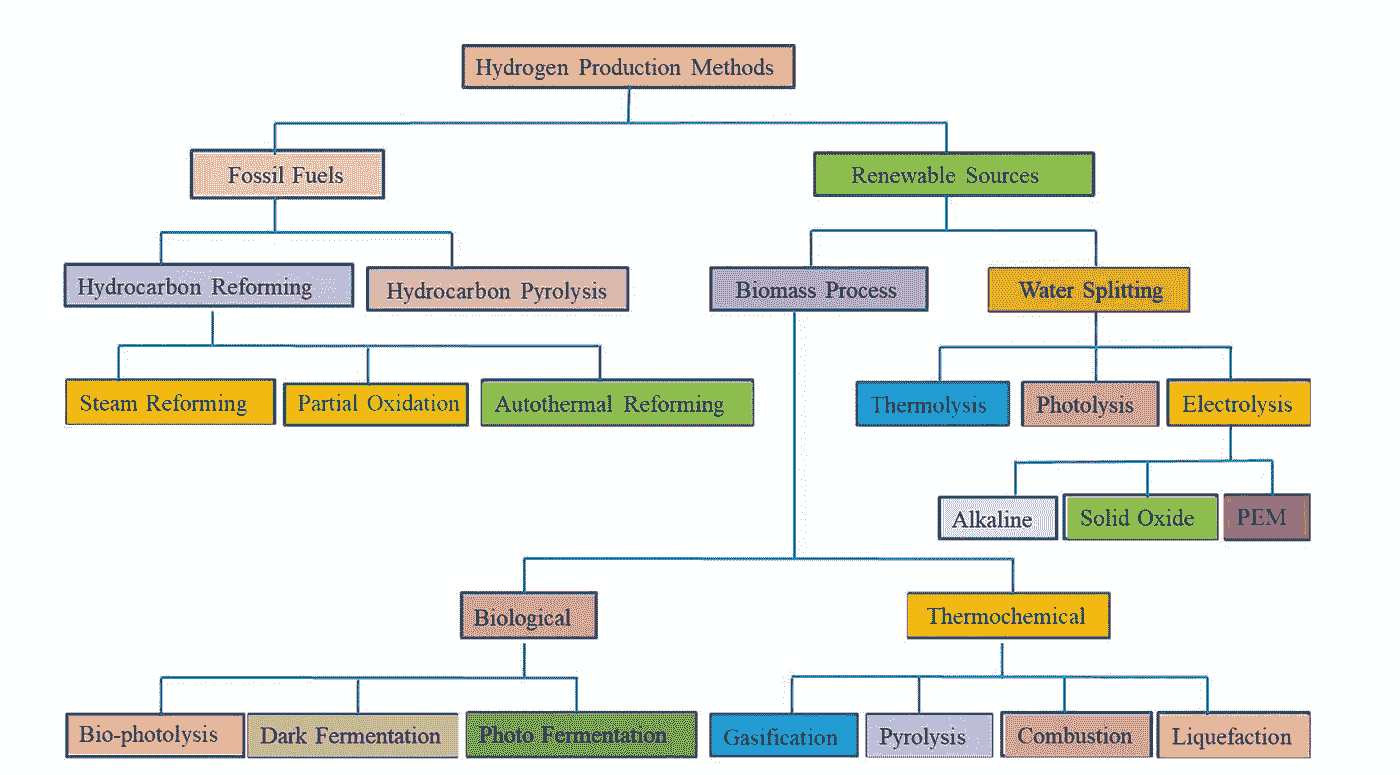 Hydrogen Production Methods
Fossil Fuels
Renewable Sources
Hydrocarbon Reforming
Hydrocarbon Pyrolysis
Biomass Process
Water Splitting
Steam Reforming
Partial Oxidation
Autothermal Reforming
Thermolysis
Photolysis
Electrolysis
Alkaline
Solid Oxide
PEM
Biological
Thermochemical
Bio-photolysis
Dark Fermentation
Photo Fermentation
Gasification
Pyrolysis
Combustion
Liquefaction